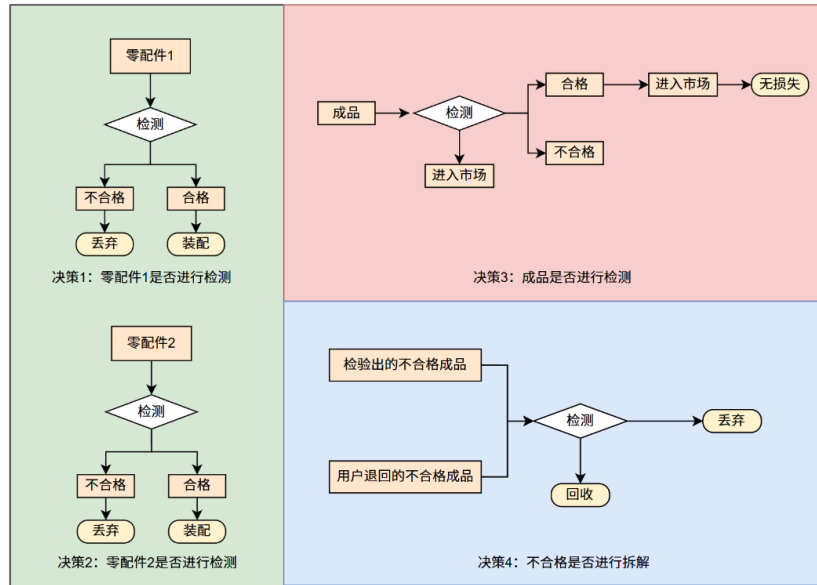 零配件1
检测
不合格
合格
丢弃
装配
决策1：零配件1是否进行检测
零配件2
检测
不合格
合格
丢弃
装配
决策2：零配件2是否进行检测
成品
检测
合格
进入市场
无损失
不合格
进入市场
决策3：成品是否进行检测
检验出的不合格成品
检测
丢弃
用户退回的不合格成品
回收
决策4：不合格是否进行拆解